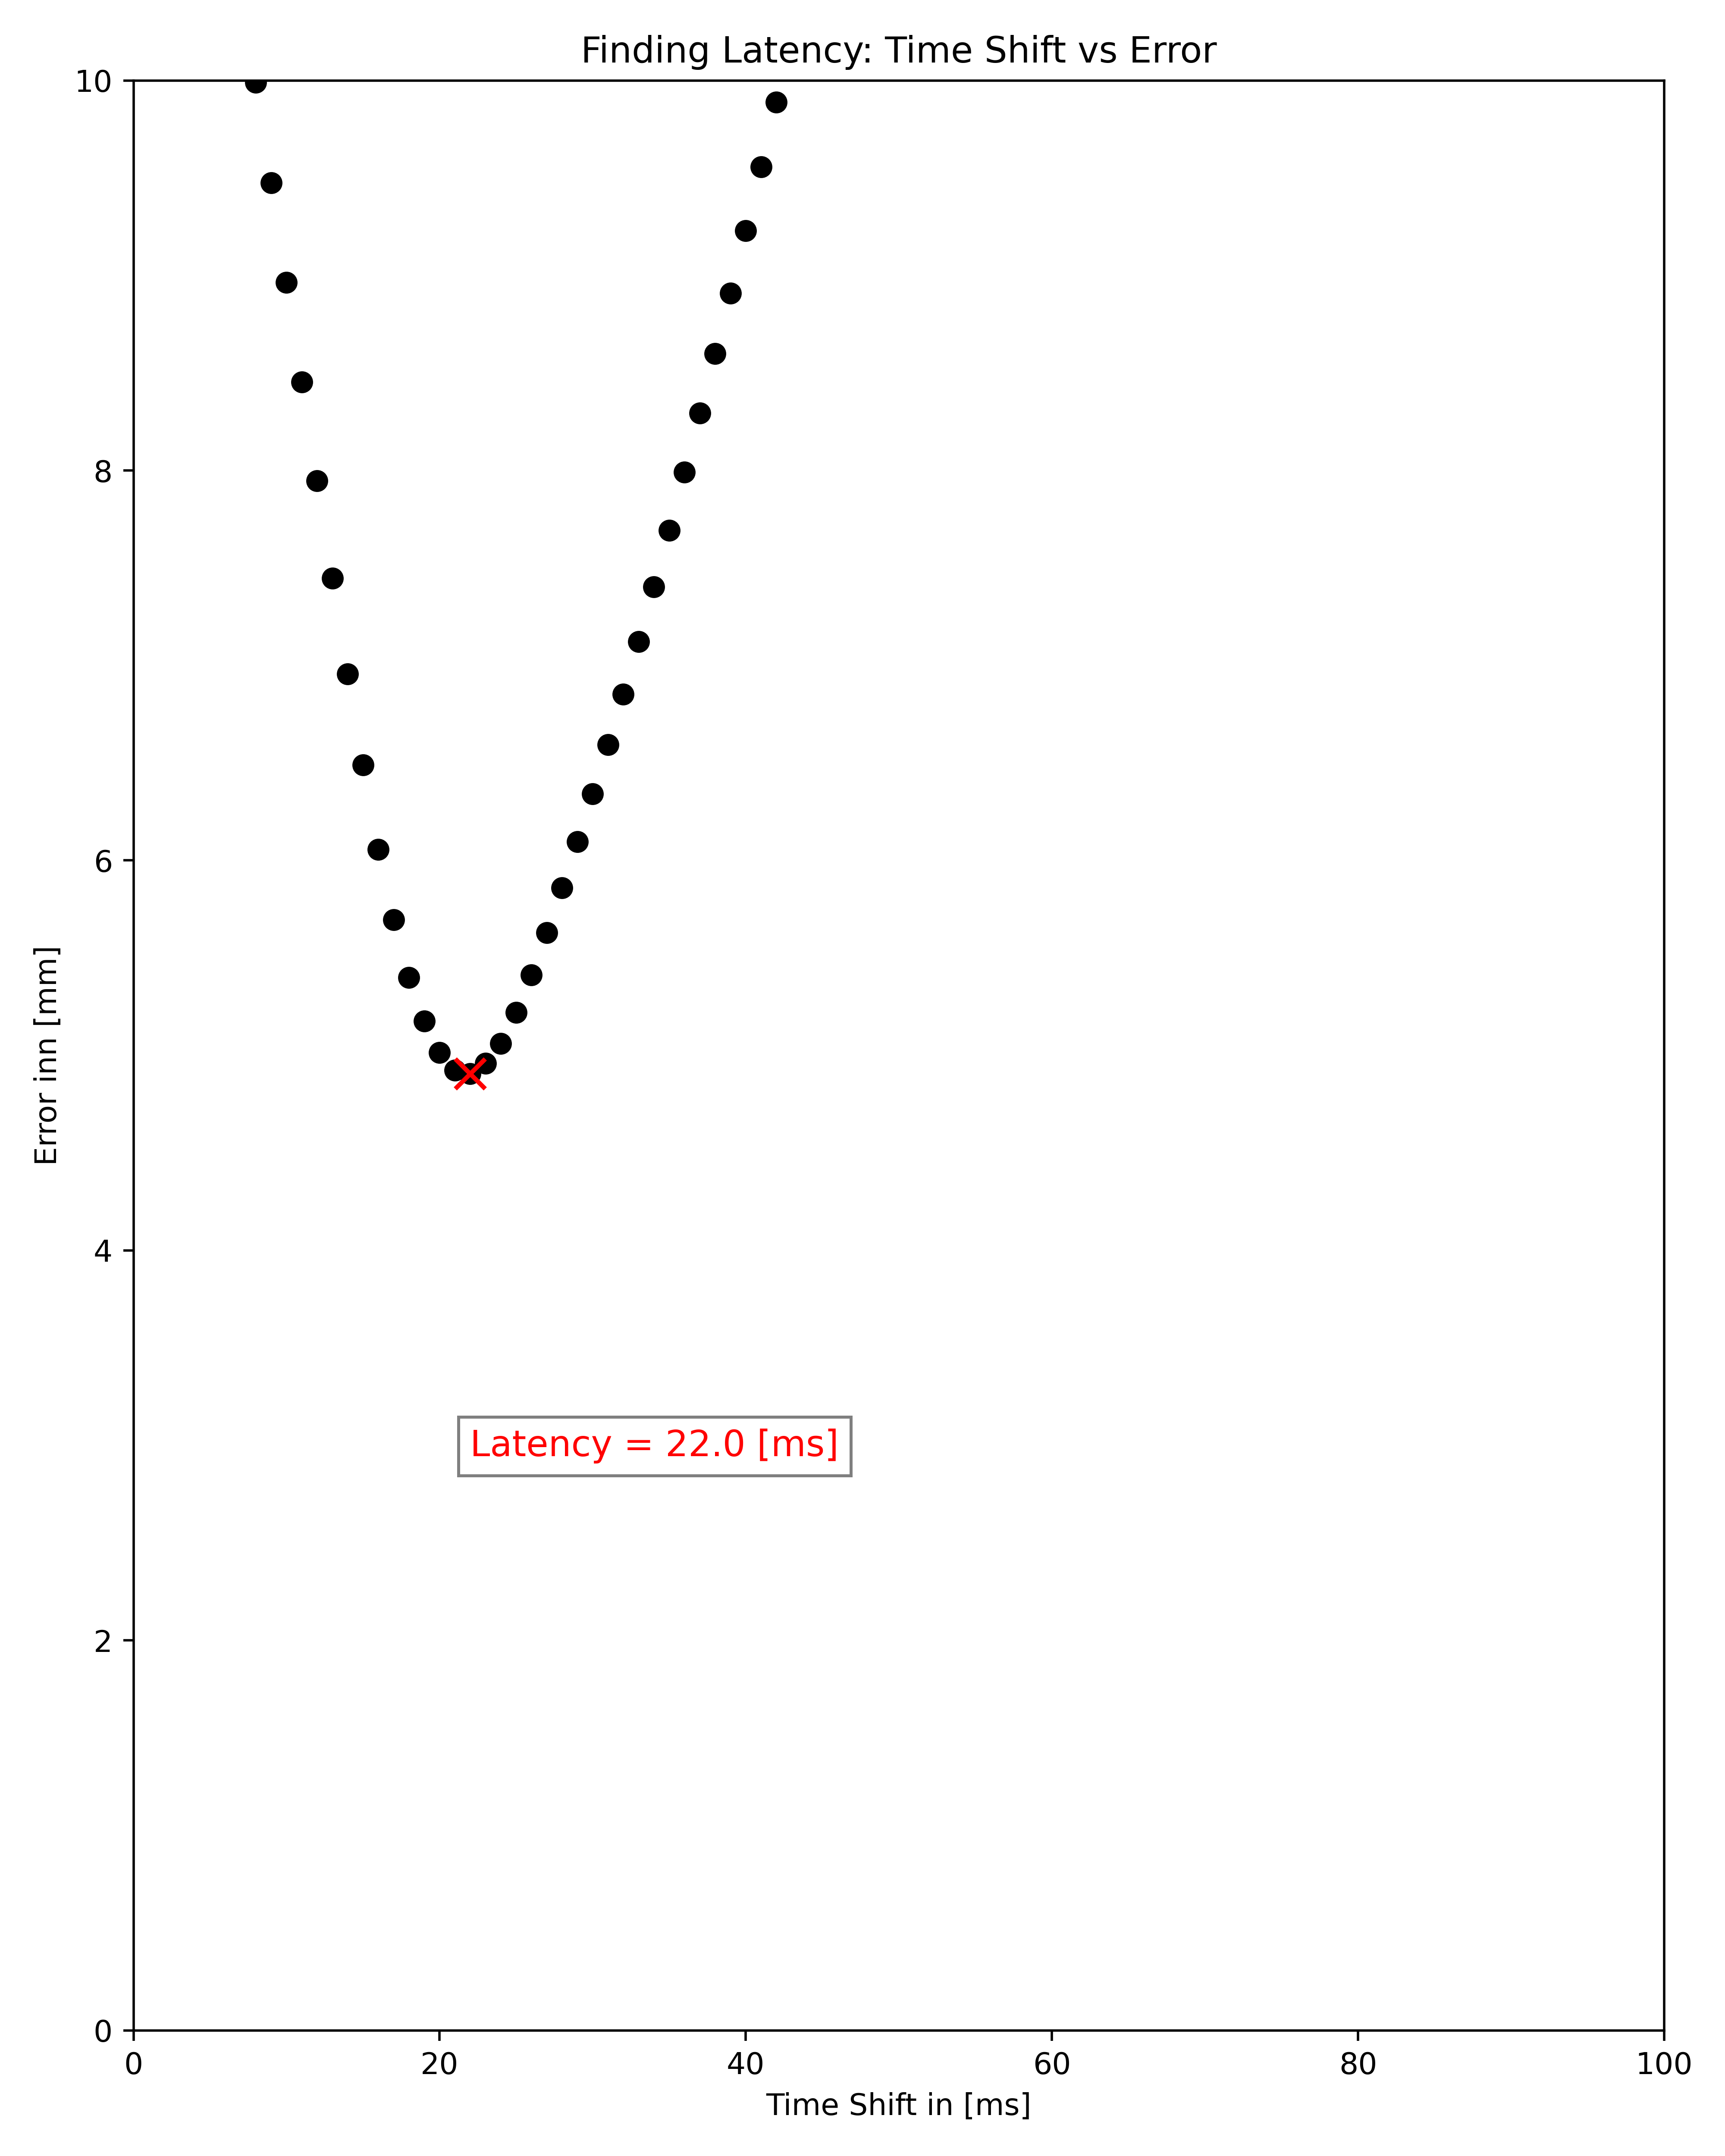 Finding Latency: Time Shift vs Error
10
8
6
4
2
0
Error inn [mm]
Latency = 22.0 [ms]
0 20 40 60 80 100
Time Shift in [ms]